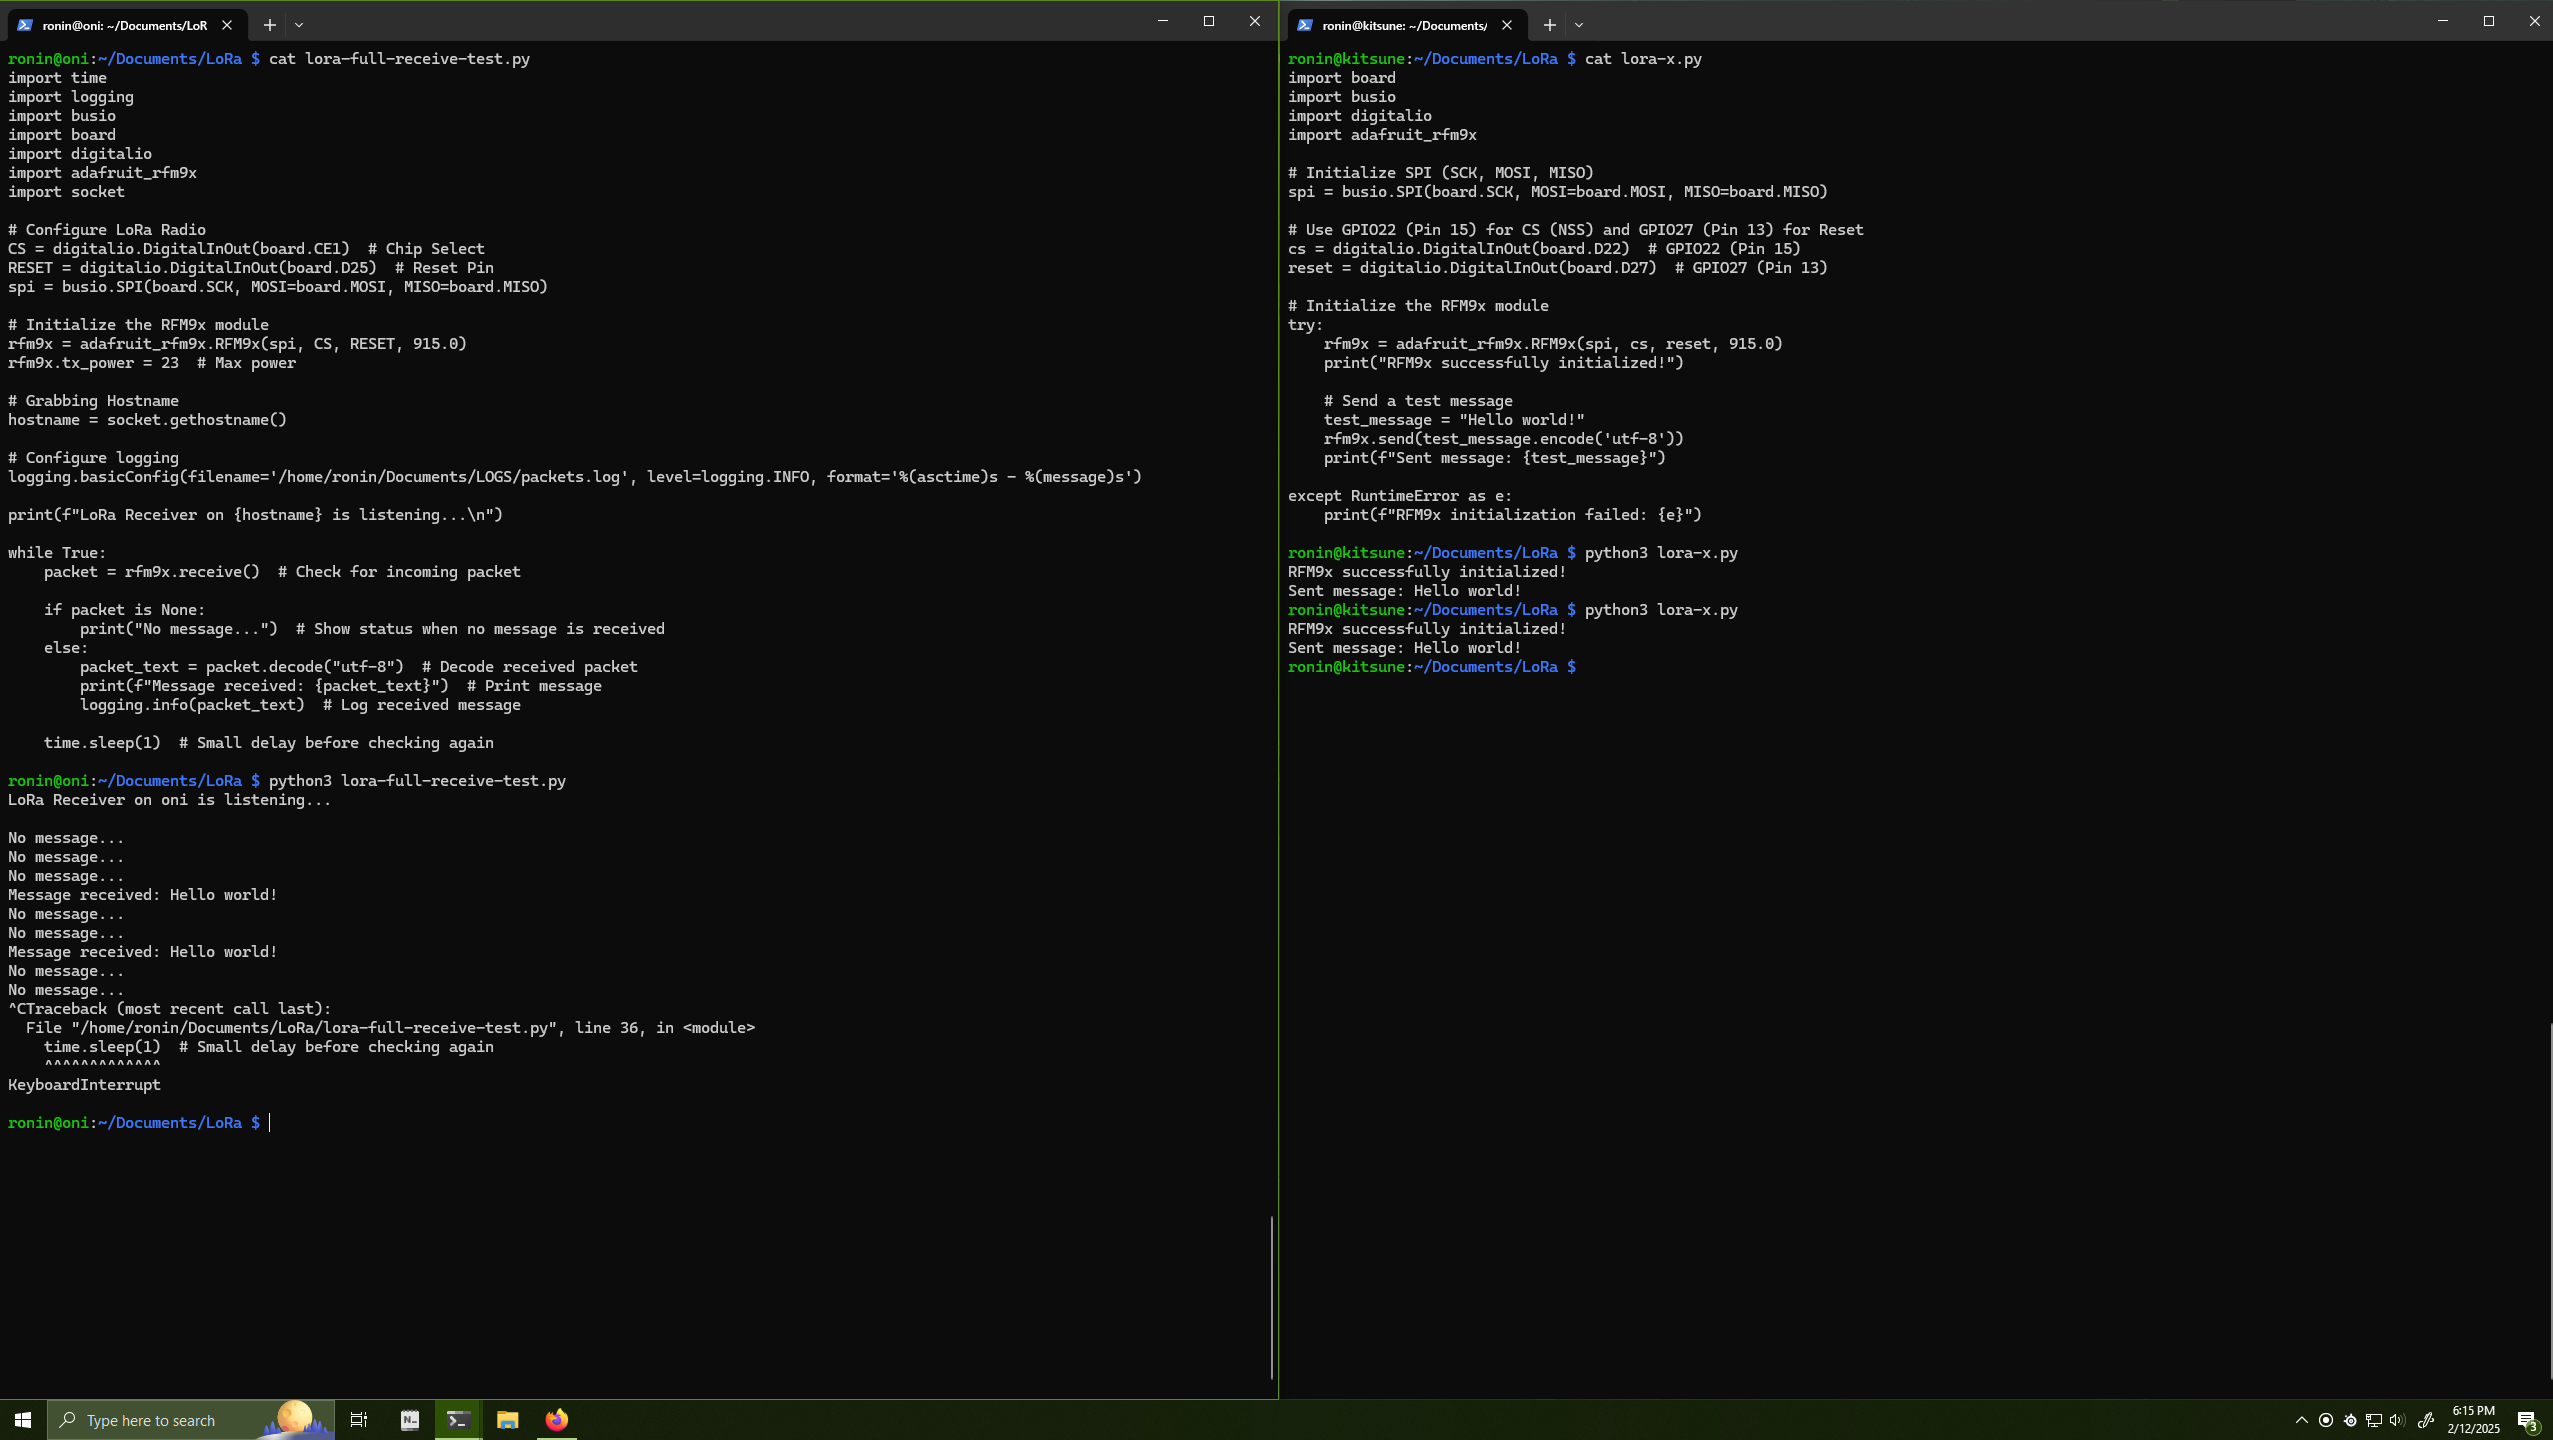 ronin@oni: ~/Documents/LoR
ronin@oni:~/Documents/LoRa $ cat lora-full-receive-test.py
import time
import logging
import busio
import board
import digitalio
import adafruit_rfm9x
import socket

# Configure LoRa Radio
CS = digitalio.DigitalInOut(board.CE1)  # Chip Select
RESET = digitalio.DigitalInOut(board.D25)  # Reset Pin
spi = busio.SPI(board.SCK, MOSI=board.MOSI, MISO=board.MISO)

# Initialize the RFM9x module
rfm9x = adafruit_rfm9x.RFM9x(spi, CS, RESET, 915.0)
rfm9x.tx_power = 23  # Max power

# Grabbing Hostname
hostname = socket.gethostname()

# Configure logging
logging.basicConfig(filename='/home/ronin/Documents/LOGS/packets.log', level=logging.INFO, format='%(asctime)s - %(message)s')

print(f"LoRa Receiver on {hostname} is listening...\n")

while True:
    packet = rfm9x.receive()  # Check for incoming packet

    if packet is None:
        print("No message...")  # Show status when no message is received
    else:
        packet_text = packet.decode("utf-8")  # Decode received packet
        print(f"Message received: {packet_text}")  # Print message
        logging.info(packet_text)  # Log received message

    time.sleep(1)  # Small delay before checking again

ronin@oni:~/Documents/LoRa $ python3 lora-full-receive-test.py
LoRa Receiver on oni is listening...

No message...
No message...
No message...
Message received: Hello world!
No message...
No message...
Message received: Hello world!
No message...
No message...
^CTraceback (most recent call last):
  File "/home/ronin/Documents/LoRa/lora-full-receive-test.py", line 36, in <module>
    time.sleep(1)  # Small delay before checking again
    ^^^^^^^^^^^^^
KeyboardInterrupt

ronin@oni:~/Documents/LoRa $
ronin@kitsune: ~/Documents/
ronin@kitsune:~/Documents/LoRa $ cat lora-x.py
import board
import busio
import digitalio
import adafruit_rfm9x

# Initialize SPI (SCK, MOSI, MISO)
spi = busio.SPI(board.SCK, MOSI=board.MOSI, MISO=board.MISO)

# Use GPIO22 (Pin 15) for CS (NSS) and GPIO27 (Pin 13) for Reset
cs = digitalio.DigitalInOut(board.D22)  # GPIO22 (Pin 15)
reset = digitalio.DigitalInOut(board.D27)  # GPIO27 (Pin 13)

# Initialize the RFM9x module
try:
    rfm9x = adafruit_rfm9x.RFM9x(spi, cs, reset, 915.0)
    print("RFM9x successfully initialized!")

    # Send a test message
    test_message = "Hello world!"
    rfm9x.send(test_message.encode('utf-8'))
    print(f"Sent message: {test_message}")

except RuntimeError as e:
    print(f"RFM9x initialization failed: {e}")

ronin@kitsune:~/Documents/LoRa $ python3 lora-x.py
RFM9x successfully initialized!
Sent message: Hello world!
ronin@kitsune:~/Documents/LoRa $ python3 lora-x.py
RFM9x successfully initialized!
Sent message: Hello world!
ronin@kitsune:~/Documents/LoRa $
Type here to search
6:15 PM
2/12/2025
3